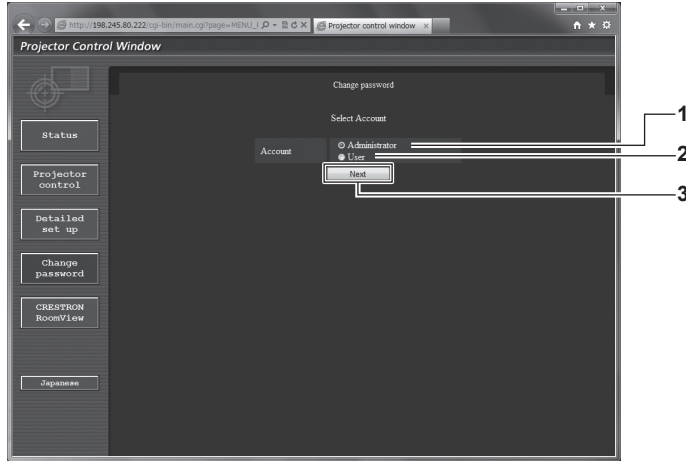 http://198.245.80.222/cgi-bin/main.cgi?page=MENU_
Projector control window
Projector Control Window
Change password
Select Account
Account
Administrator
User
Next
Status
Projector
control
Detailed
set up
Change
password
CRESTRON
RoomView
Japanese
1
2
3